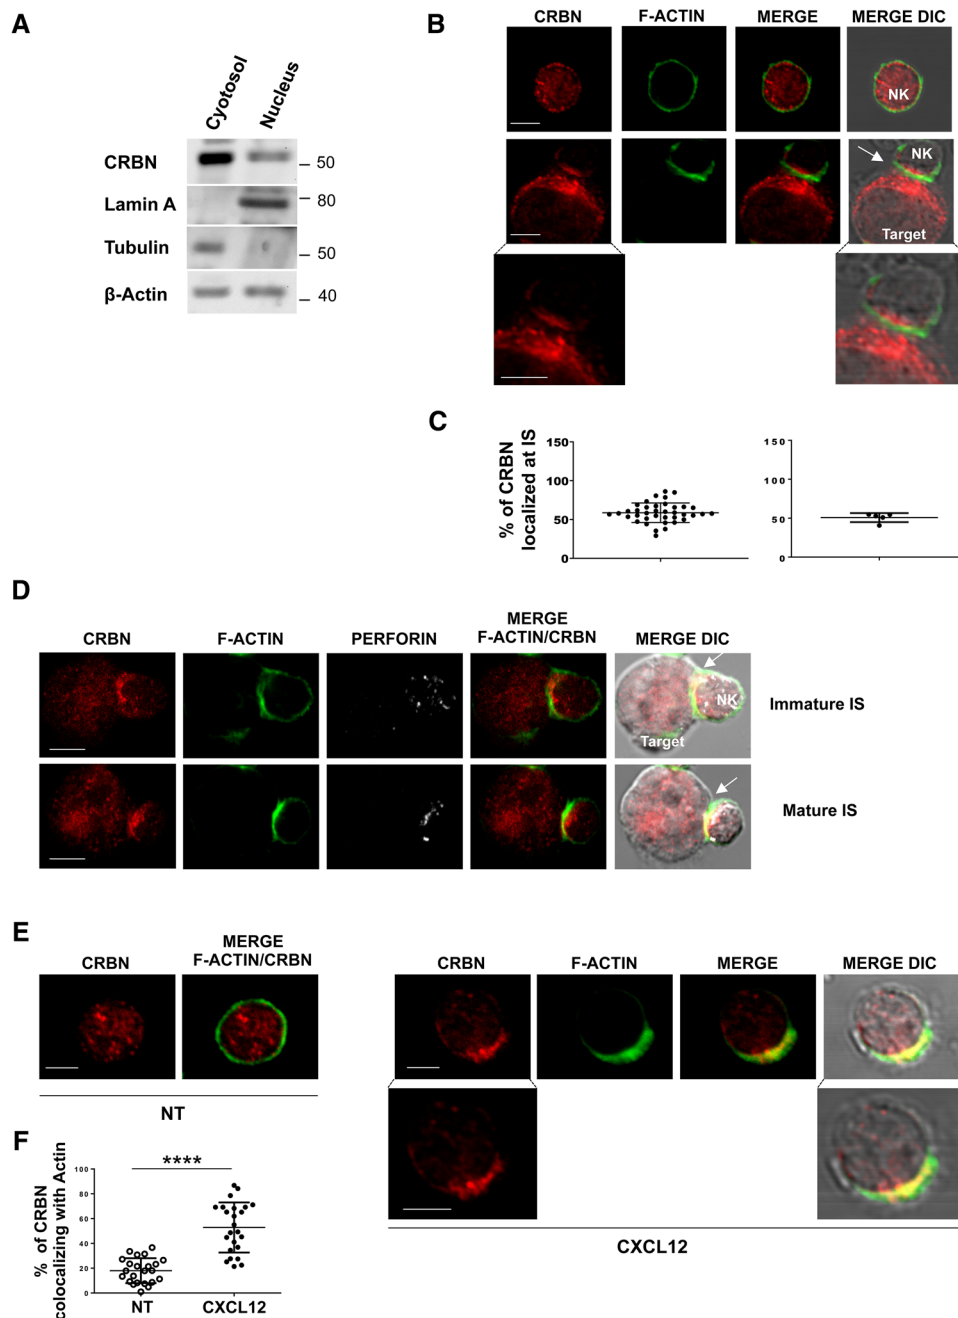 A
Cyotosol
Nucleus
CRBN
50
Lamin A
80
Tubulin
50
β-Actin
40
B
CRBN
F-ACTIN
MERGE
MERGE DIC
NK
NK
Target
C
% of CRBN
localized at IS
150
100
50
0
150
100
50
0
D
CRBN
F-ACTIN
PERFORIN
MERGE
F-ACTIN/CRBN
MERGE DIC
NK
Target
Immature IS
Mature IS
E
CRBN
MERGE
F-ACTIN/CRBN
NT
CRBN
F-ACTIN
MERGE
MERGE DIC
CXCL12
F
% of CRBN
colocalizing with Actin
100
80
60
40
20
0
****
NT
CXCL12